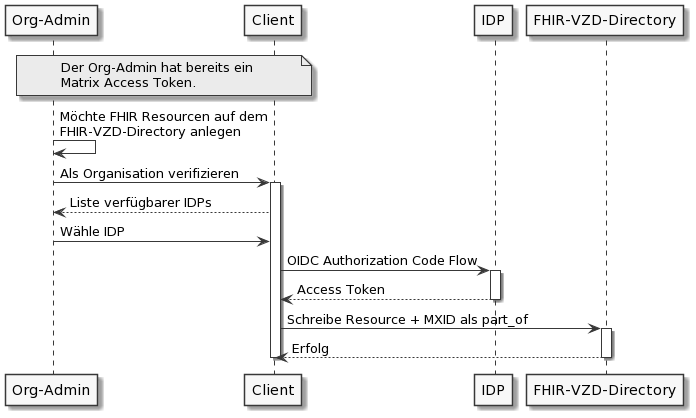 Org-Admin
Client
IDP
FHIR-VZD-Directory
Der Org-Admin hat bereits ein
Matrix Access Token.
Möchte FHIR Resourcen auf dem
FHIR-VZD-Directory anlegen
Als Organisation verifizieren
Liste verfügbarer IDPs
Wähle IDP
OIDC Authorization Code Flow
Access Token
Schreibe Resource + MXID als part_of
Erfolg
Org-Admin
Client
IDP
FHIR-VZD-Directory